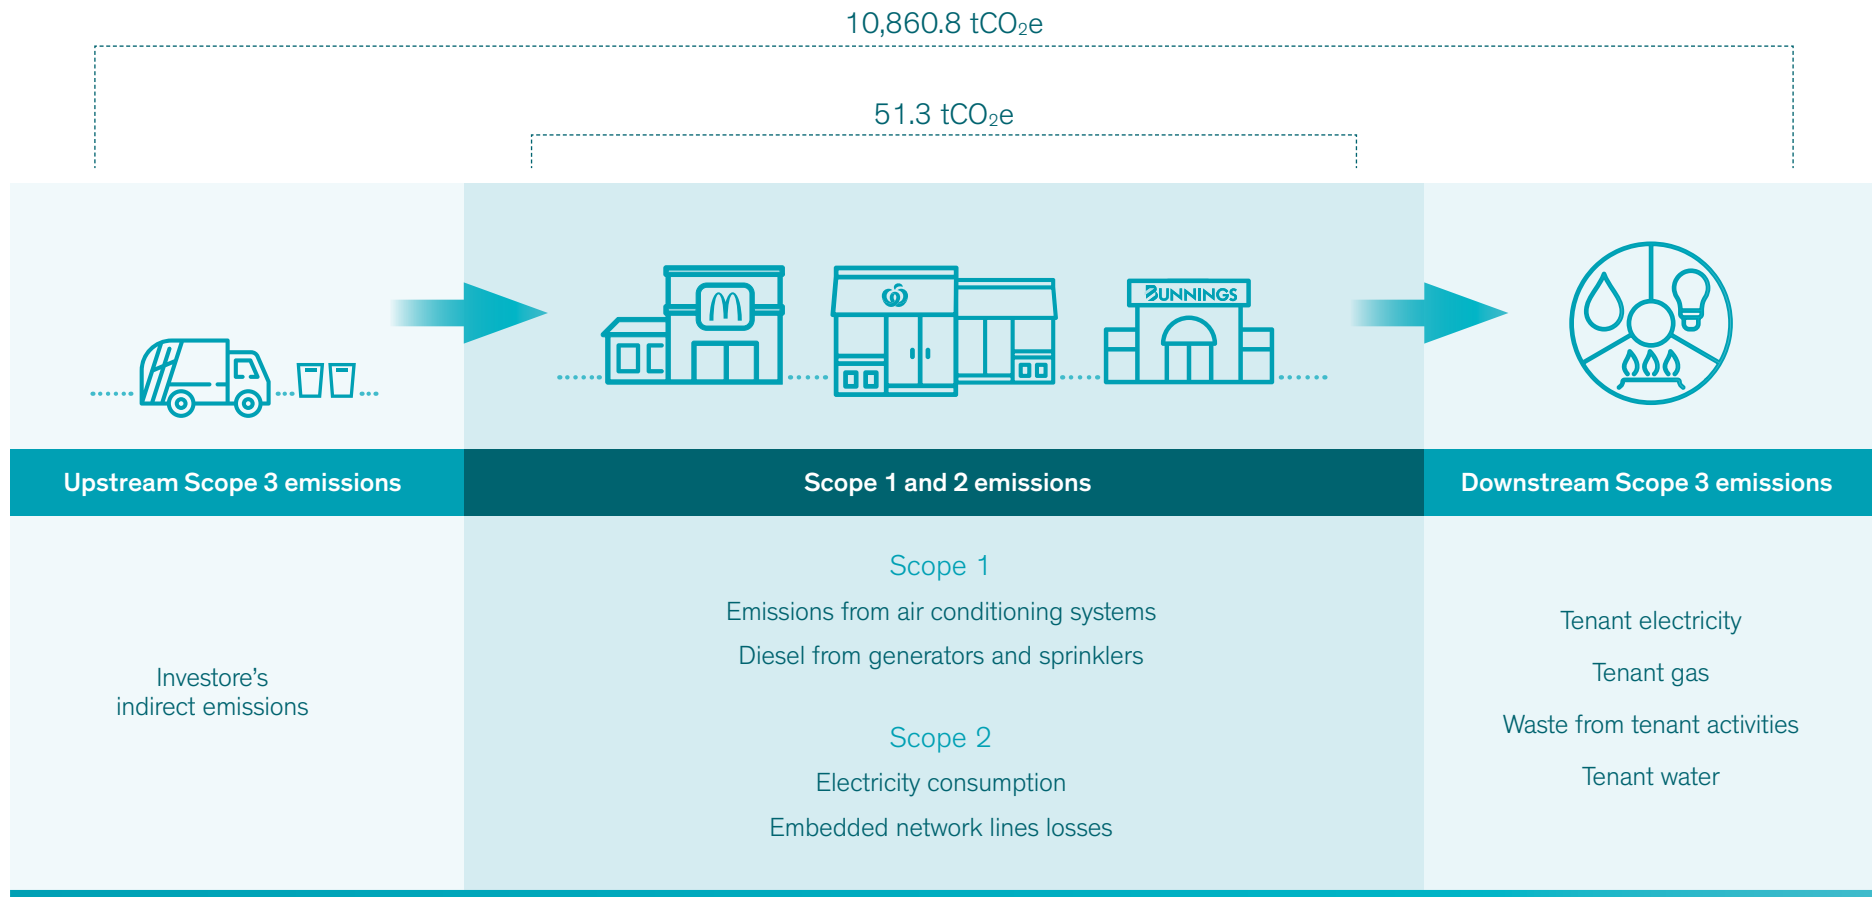 10,860.8 tCO₂e
51.3 tCO₂e
BUNNINGS
Upstream Scope 3 emissions
Scope 1 and 2 emissions
Downstream Scope 3 emissions
Investore's
indirect emissions
Scope 1
Emissions from air conditioning systems
Diesel from generators and sprinklers
Scope 2
Electricity consumption
Embedded network lines losses
Tenant electricity
Tenant gas
Waste from tenant activities
Tenant water